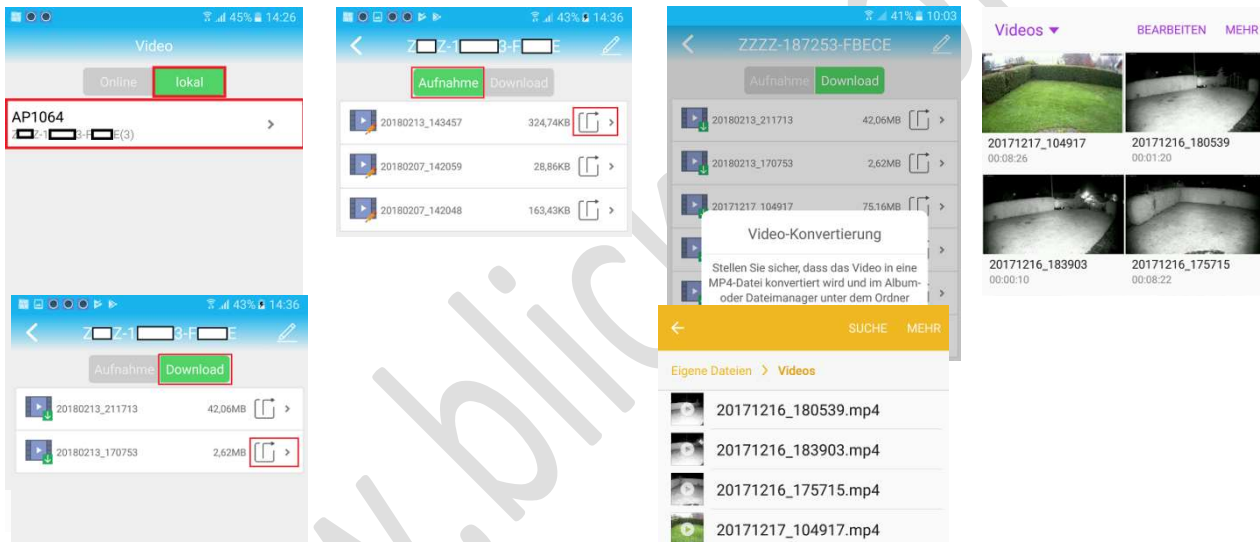 45% 14:26
Video
Online lokal
AP1064
E(3)
43% 14:36
Aufnahme Download
20180213_143457 324,74KB
20180207_142059 28,86KB
20180207_142048 163,43KB
41% 10:03
ZZZZ-187253-FBECE
Aufnahme Download
20180213_211713 42,06MB
20180213_170753 2,62MB
20171217_104917 75,16MB
Video-Konvertierung
Stellen Sie sicher, dass das Video in eine
MP4-Datei konvertiert wird und im Album-
oder Dateimanager unter dem Ordner
Videos BEARBEITEN MEHR
20171217_104917
00:08:26
20171216_180539
00:01:20
20171216_183903
00:00:10
20171216_175715
00:08:22
43% 14:36
Aufnahme Download
20180213_211713 42,06MB
20180213_170753 2,62MB
SUCHE MEHR
Eigene Dateien > Videos
20171216_180539.mp4
20171216_183903.mp4
20171216_175715.mp4
20171217_104917.mp4